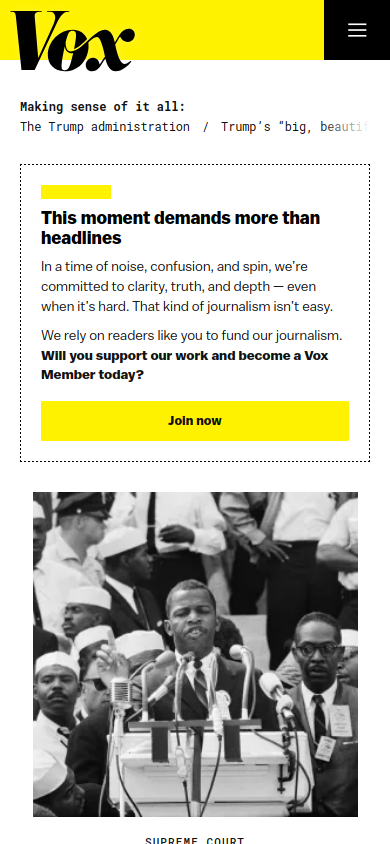 Vox
Making sense of it all:
The Trump administration / Trump’s “big, beauti
This moment demands more than
headlines
In a time of noise, confusion, and spin, we’re
committed to clarity, truth, and depth — even
when it’s hard. That kind of journalism isn’t easy.
We rely on readers like you to fund our journalism.
Will you support our work and become a Vox
Member today?
Join now
SUPREME COURT